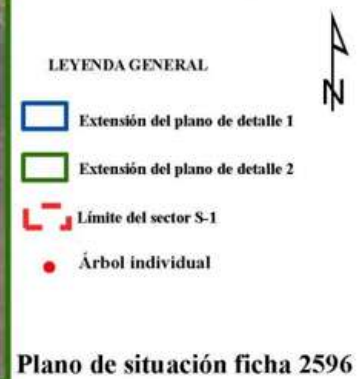 N
LEYENDA GENERAL
Extensión del plano de detalle 1
Extensión del plano de detalle 2
Límite del sector S-1
Árbol individual
Plano de situación ficha 2596